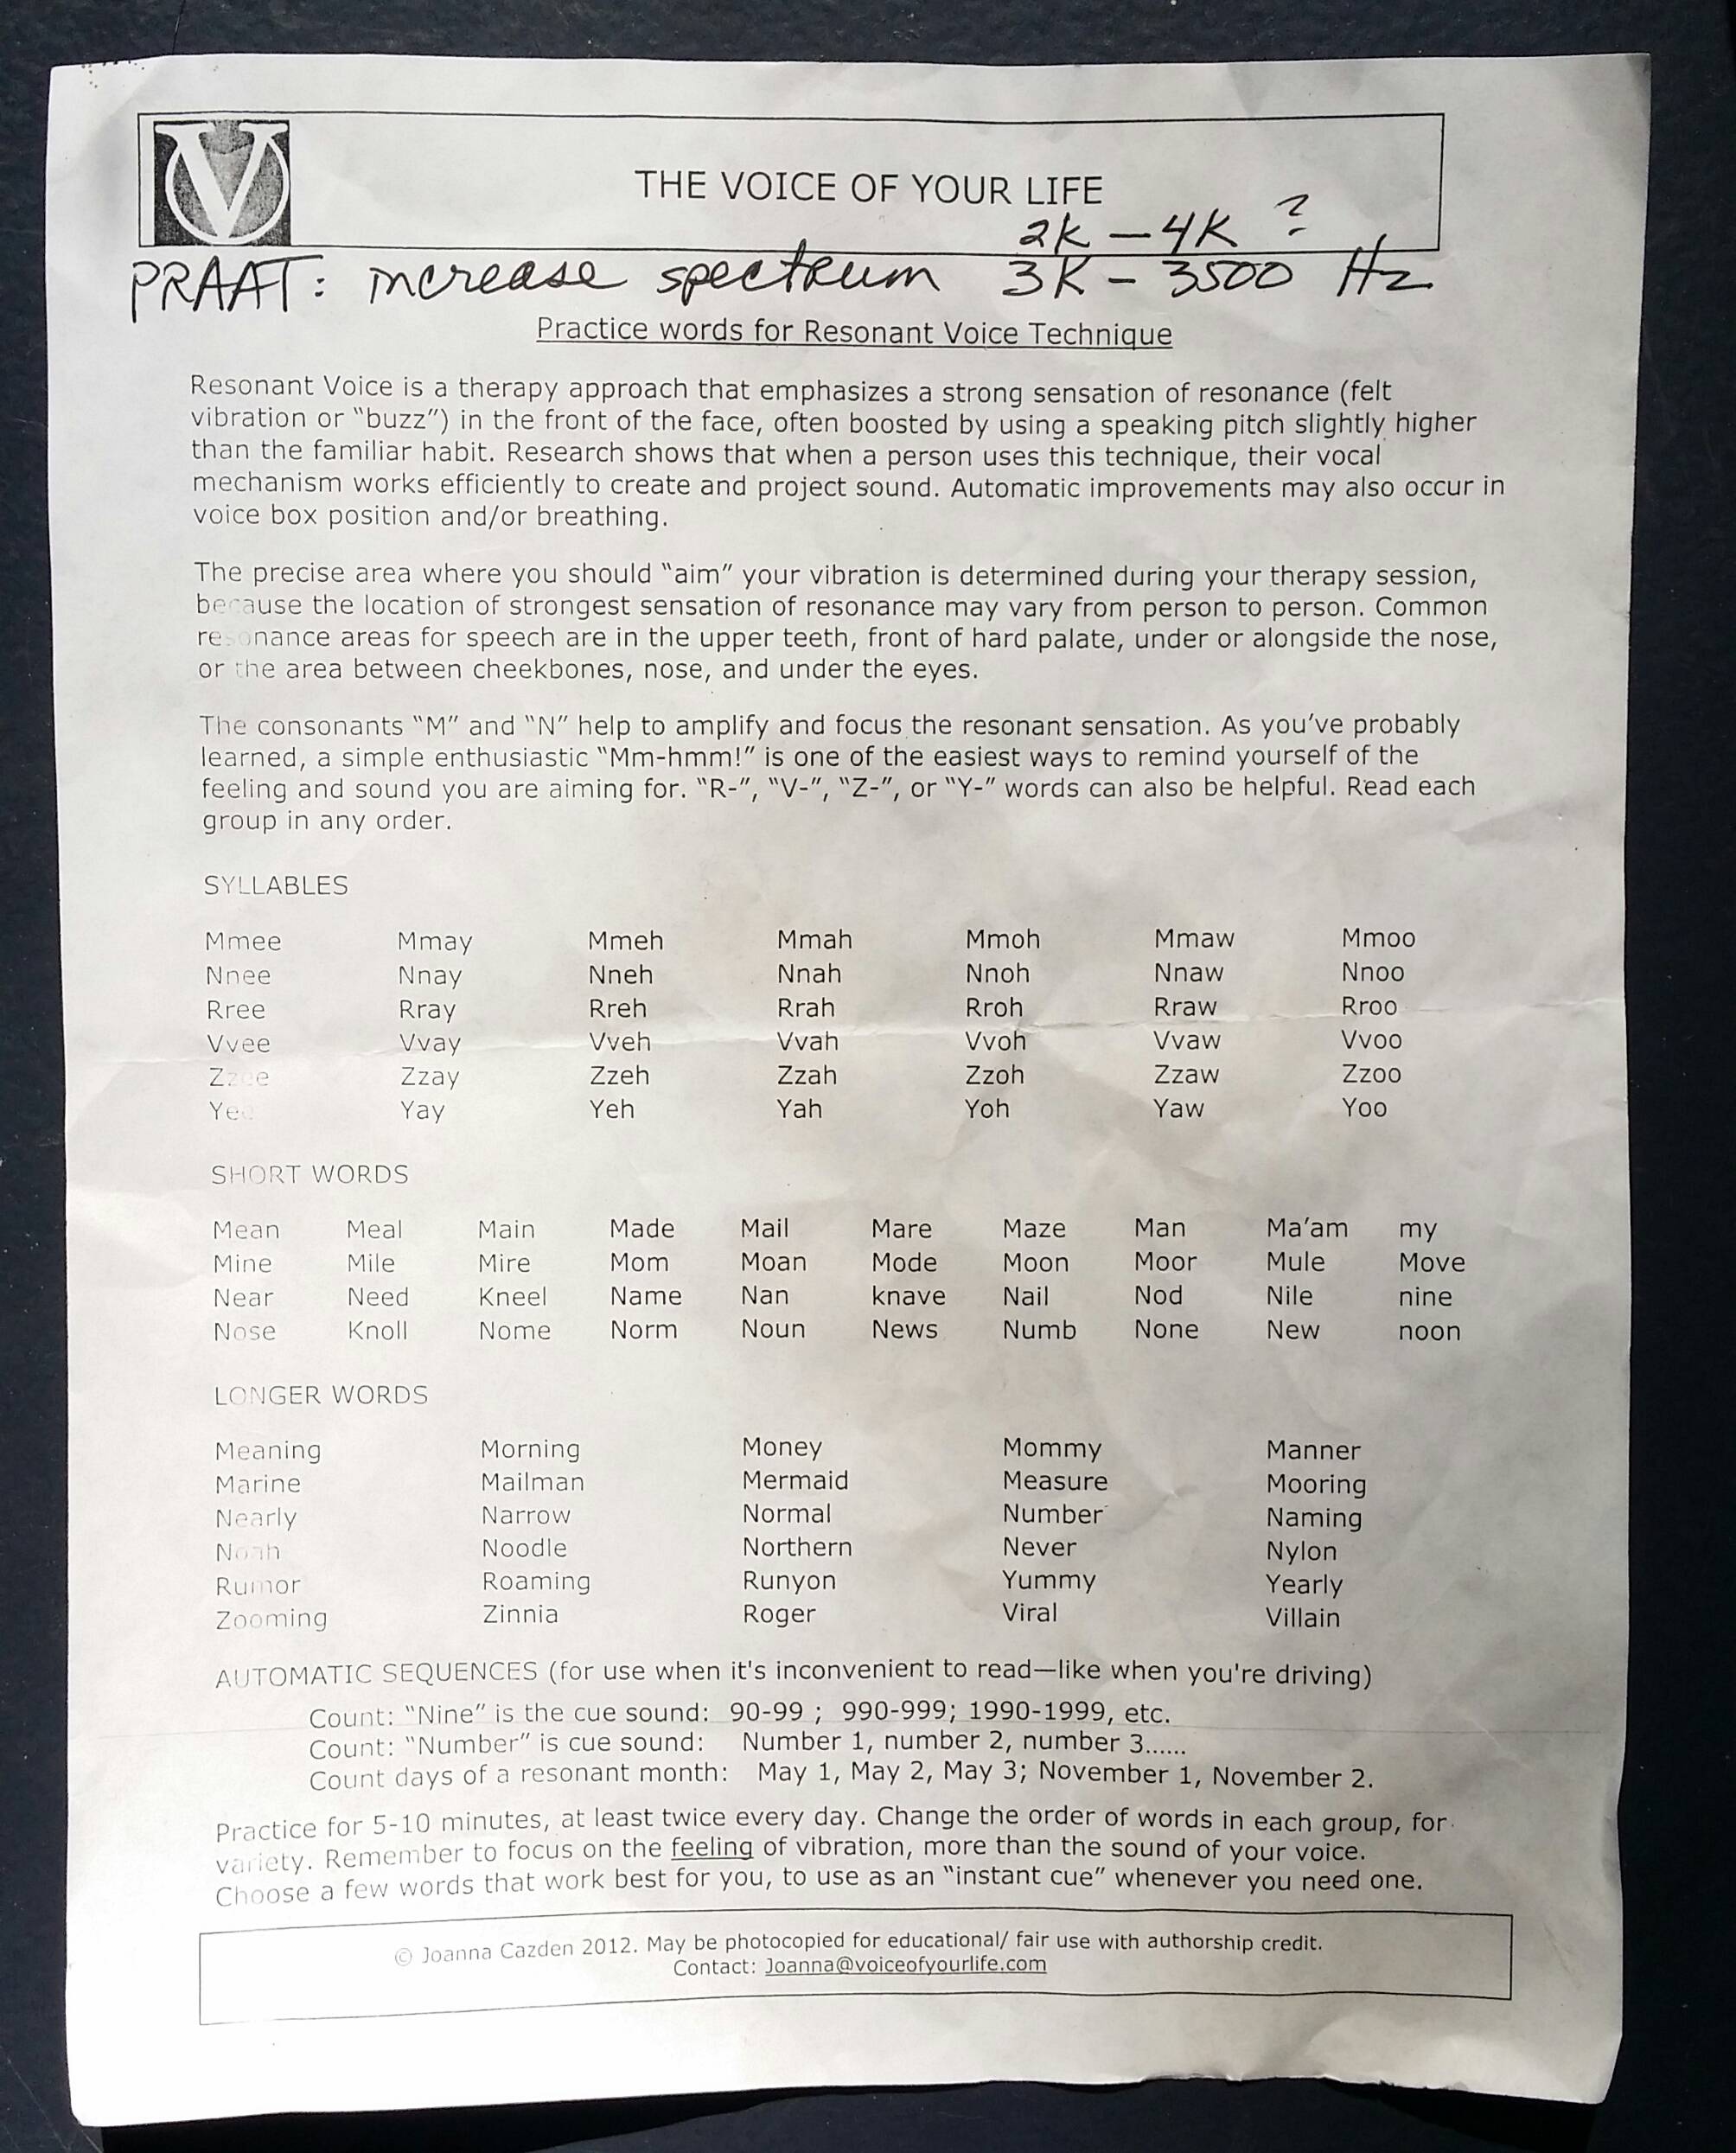 V
THE VOICE OF YOUR LIFE
2K – 4K ?
PRAAT: increase spectrum 3K – 3500 Hz
Practice words for Resonant Voice Technique
Resonant Voice is a therapy approach that emphasizes a strong sensation of resonance (felt
vibration or “buzz”) in the front of the face, often boosted by using a speaking pitch slightly higher
than the familiar habit. Research shows that when a person uses this technique, their vocal
mechanism works efficiently to create and project sound. Automatic improvements may also occur in
voice box position and/or breathing.
The precise area where you should “aim” your vibration is determined during your therapy session,
because the location of strongest sensation of resonance may vary from person to person. Common
resonance areas for speech are in the upper teeth, front of hard palate, under or alongside the nose,
or the area between cheekbones, nose, and under the eyes.
The consonants “M” and “N” help to amplify and focus the resonant sensation. As you’ve probably
learned, a simple enthusiastic “Mm-hmm!” is one of the easiest ways to remind yourself of the
feeling and sound you are aiming for. “R-”, “V-”, “Z-”, or “Y-” words can also be helpful. Read each
group in any order.
SYLLABLES
Mmee Mmay Mmeh Mmah Mmoh Mmaw Mmoo
Nnee Nnay Nneh Nnah Nnoh Nnaw Nnoo
Rree Rray Rreh Rrah Rroh Rraw Rroo
Vvee Vvay Vveh Vvah Vvoh Vvaw Vvoo
Zzee Zzay Zzeh Zzah Zzoh Zzaw Zzoo
Yee Yay Yeh Yah Yoh Yaw Yoo
SHORT WORDS
Mean Meal Main Made Mail Mare Maze Man Ma’am my
Mine Mile Mire Mom Moan Mode Moon Moor Mule Move
Near Need Kneel Name Nan knave Nail Nod Nile nine
Nose Knoll Nome Norm Noun News Numb None New noon
LONGER WORDS
Meaning Morning Money Mommy Manner
Marine Mailman Mermaid Measure Mooring
Nearly Narrow Normal Number Naming
Noah Noodle Northern Never Nylon
Rumor Roaming Runyon Yummy Yearly
Zooming Zinnia Roger Viral Villain
AUTOMATIC SEQUENCES (for use when it's inconvenient to read—like when you're driving)
Count: “Nine” is the cue sound: 90-99 ; 990-999; 1990-1999, etc.
Count: “Number” is cue sound: Number 1, number 2, number 3......
Count days of a resonant month: May 1, May 2, May 3; November 1, November 2.
Practice for 5-10 minutes, at least twice every day. Change the order of words in each group, for
variety. Remember to focus on the feeling of vibration, more than the sound of your voice.
Choose a few words that work best for you, to use as an “instant cue” whenever you need one.
© Joanna Cazden 2012. May be photocopied for educational/ fair use with authorship credit.
Contact: Joanna@voiceofyourlife.com